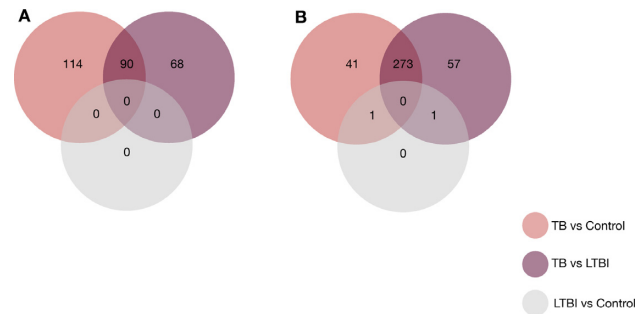 A
B
114 90 68
0
0 0
0
41 273 57
0
1 1
0
TB vs Control
TB vs LTBI
LTBI vs Control